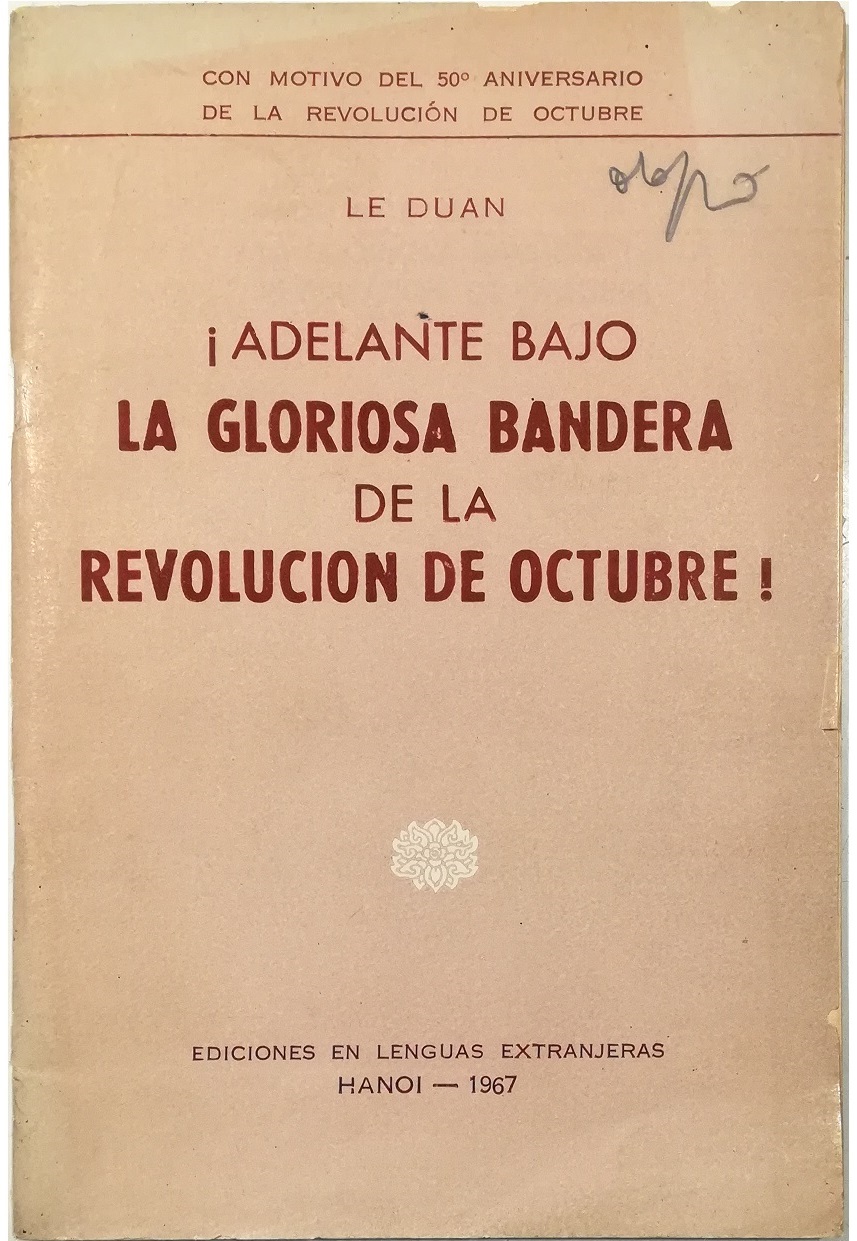 CON MOTIVO DEL 50º ANIVERSARIO
DE LA REVOLUCIÓN DE OCTUBRE
LE DUAN
¡ADELANTE BAJO
LA GLORIOSA BANDERA
DE LA
REVOLUCION DE OCTUBRE!
EDICIONES EN LENGUAS EXTRANJERAS
HANOI — 1967